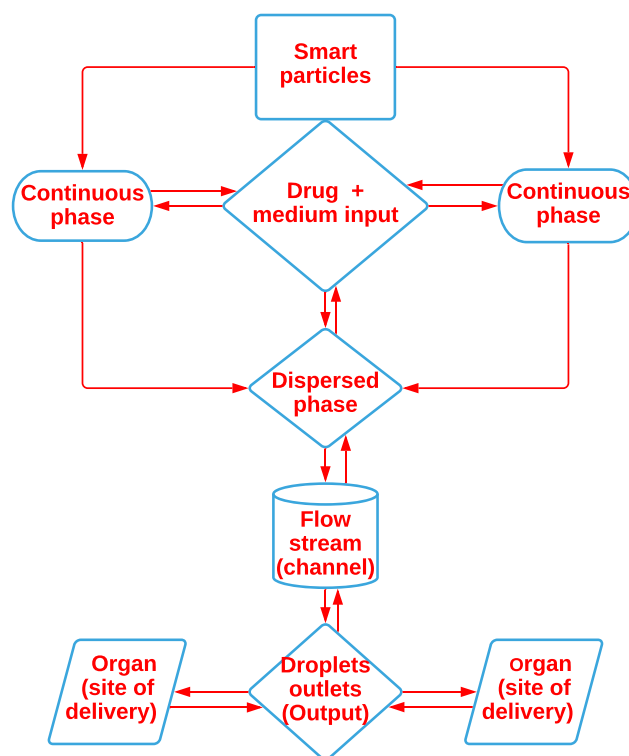 Smart
particles
Continuous
phase
Drug + 
medium input
Continuous
phase
Dispersed
phase
Flow
stream
(channel)
Organ
(site of
delivery)
Droplets
outlets
(Output)
Organ
(site of
delivery)